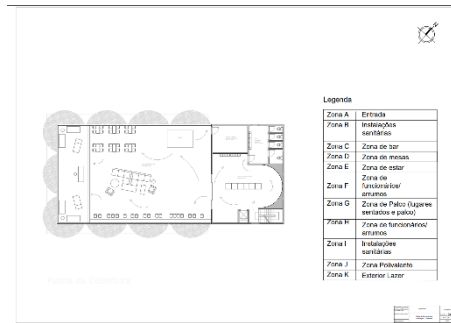 Legenda
Zona A Entrada
Zona B Instalações
sanitárias
Zona C Zona de bar
Zona D Zona de mesas
Zona E Zona de estar
Zona F Zona de
funcionários/
arrumos
Zona G Zona de Palco (lugares
sentados e palco)
Zona H Zona de funcionários/
arrumos
Zona I Instalações
sanitárias
Zona J Zona Polivalente
Zona K Exterior Lazer